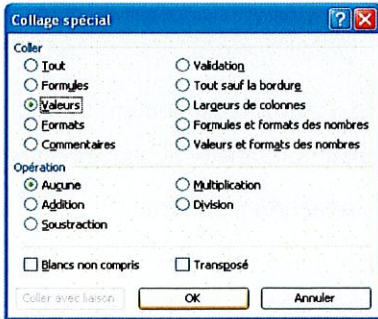 Collage spécial
Coller
Tout
Validation
Formules
Tout sauf la bordure
Valeurs
Largeurs de colonnes
Formats
Formules et formats des nombres
Commentaires
Valeurs et formats des nombres
Opération
Aucune
Multiplication
Addition
Division
Soustraction
Blancs non compris
Transposé
Coller avec liaison
OK
Annuler